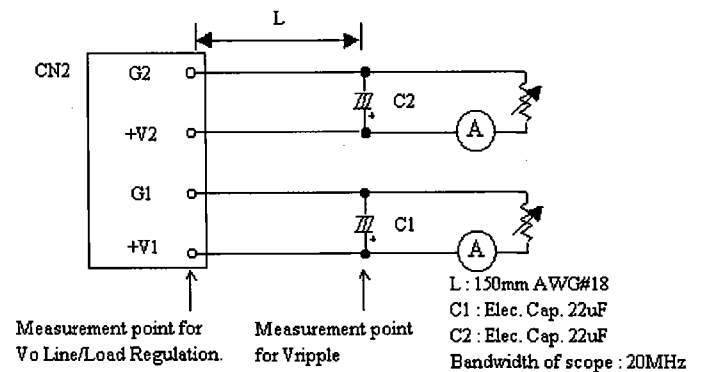 L
CN2
G2
C2
+V2
A
G1
C1
+V1
A
L : 150mm AWG#18
C1 : Elec. Cap. 22uF
C2 : Elec. Cap. 22uF
Bandwidth of scope : 20MHz
Measurement point for
Vo Line/Load Regulation.
Measurement point
for Vripple